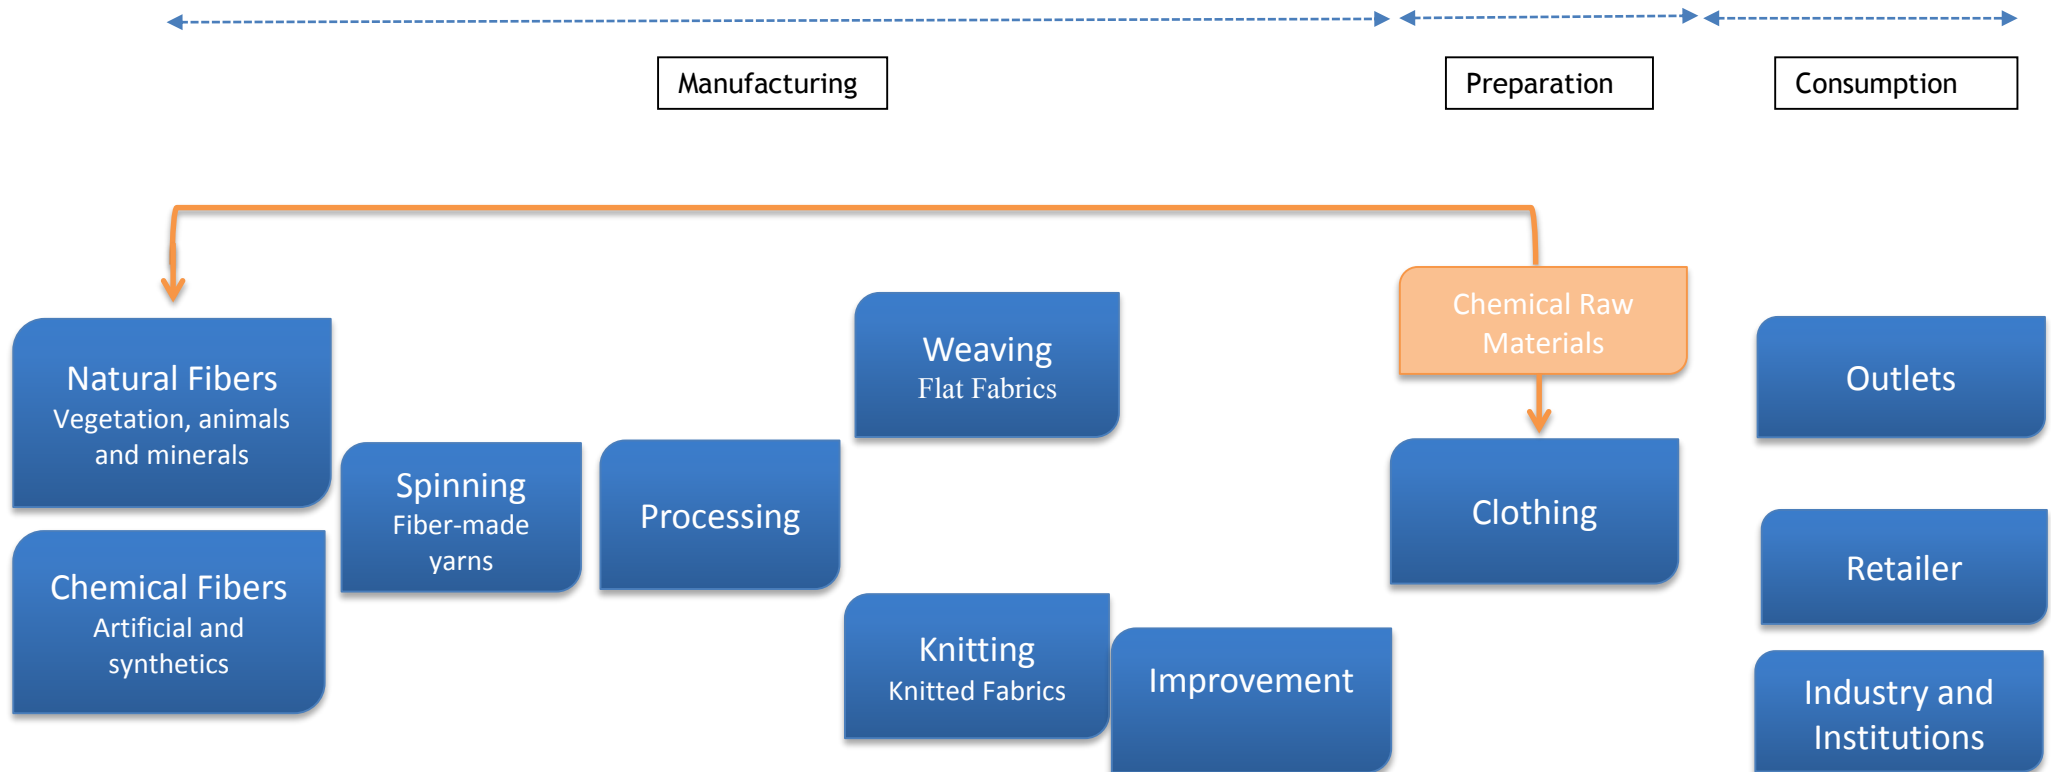 Manufacturing
Preparation
Consumption
Natural Fibers
Vegetation, animals
and minerals
Chemical Fibers
Artificial and
synthetics
Spinning
Fiber-made
yarns
Processing
Weaving
Flat Fabrics
Knitting
Knitted Fabrics
Improvement
Chemical Raw
Materials
Clothing
Outlets
Retailer
Industry and
Institutions